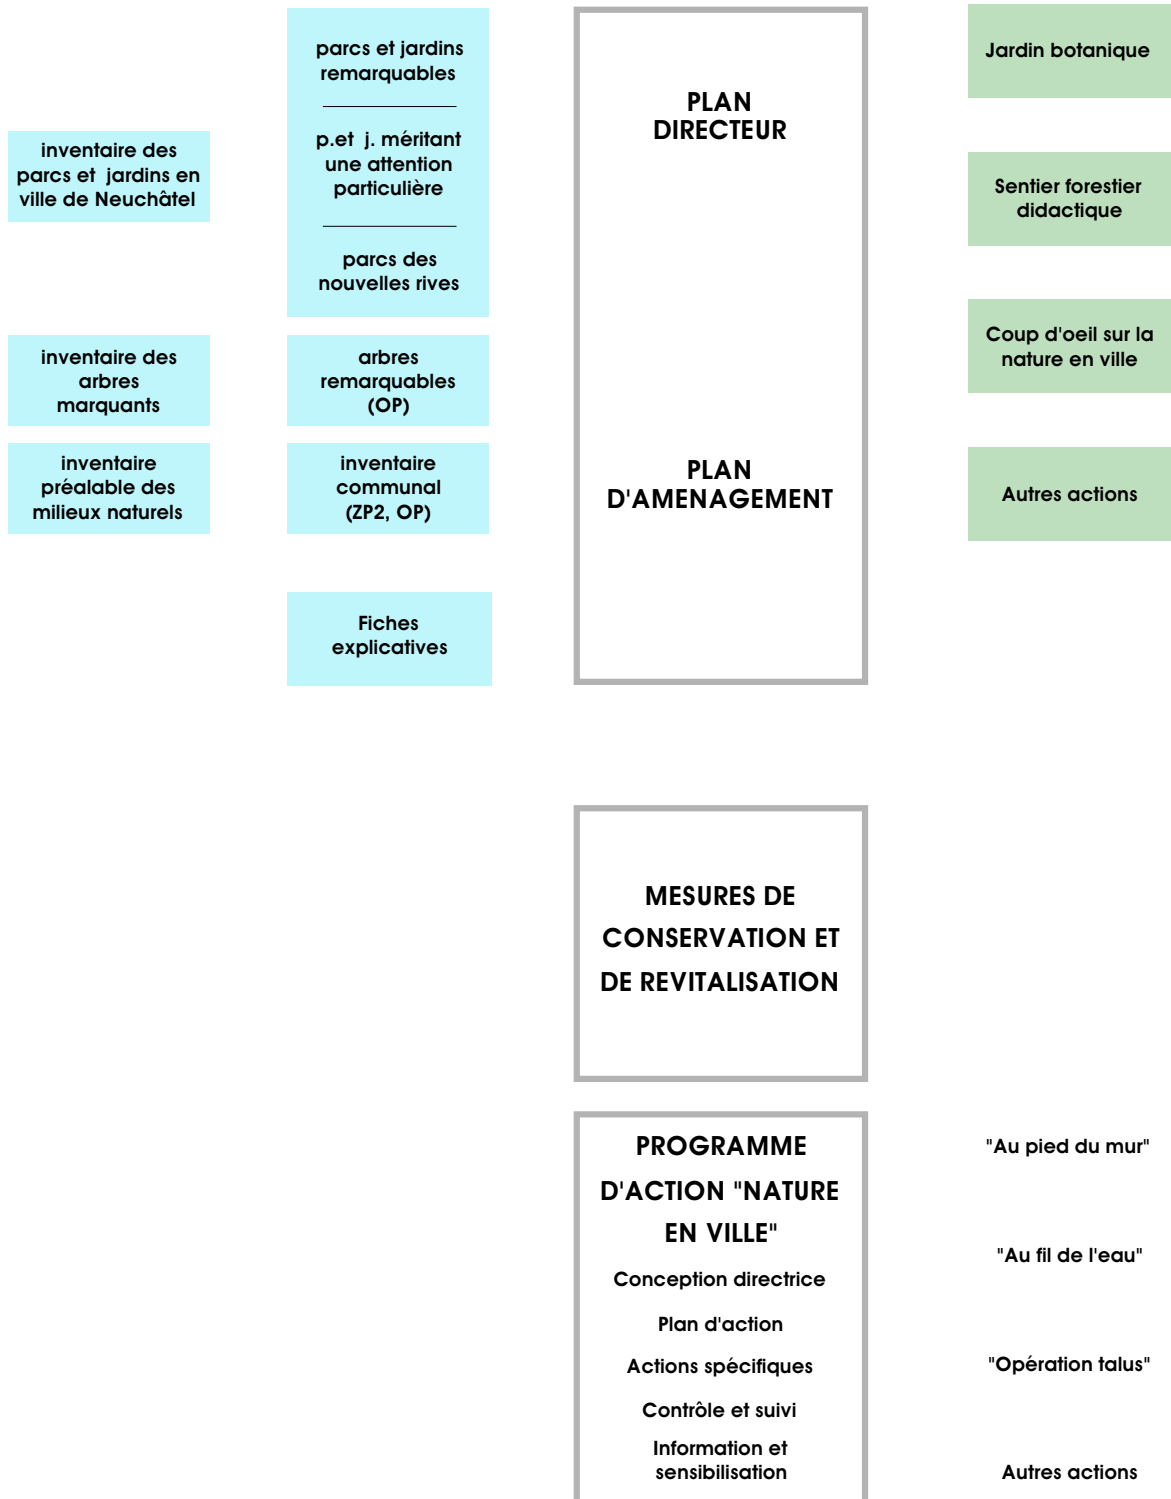 inventaire des
parcs et jardins en
ville de Neuchâtel
inventaire des
arbres
marquants
inventaire
préalable des
milieux naturels
parcs et jardins
remarquables
p.et j. méritant
une attention
particulière
parcs des
nouvelles rives
arbres
remarquables
(OP)
inventaire
communal
(ZP2, OP)
Fiches
explicatives
PLAN
DIRECTEUR
PLAN
D'AMENAGEMENT
Jardin botanique
Sentier forestier
didactique
Coup d'oeil sur la
nature en ville
Autres actions
MESURES DE
CONSERVATION ET
DE REVITALISATION
PROGRAMME
D'ACTION "NATURE
EN VILLE"
Conception directrice
Plan d'action
Actions spécifiques
Contrôle et suivi
Information et
sensibilisation
"Au pied du mur"
"Au fil de l'eau"
"Opération talus"
Autres actions